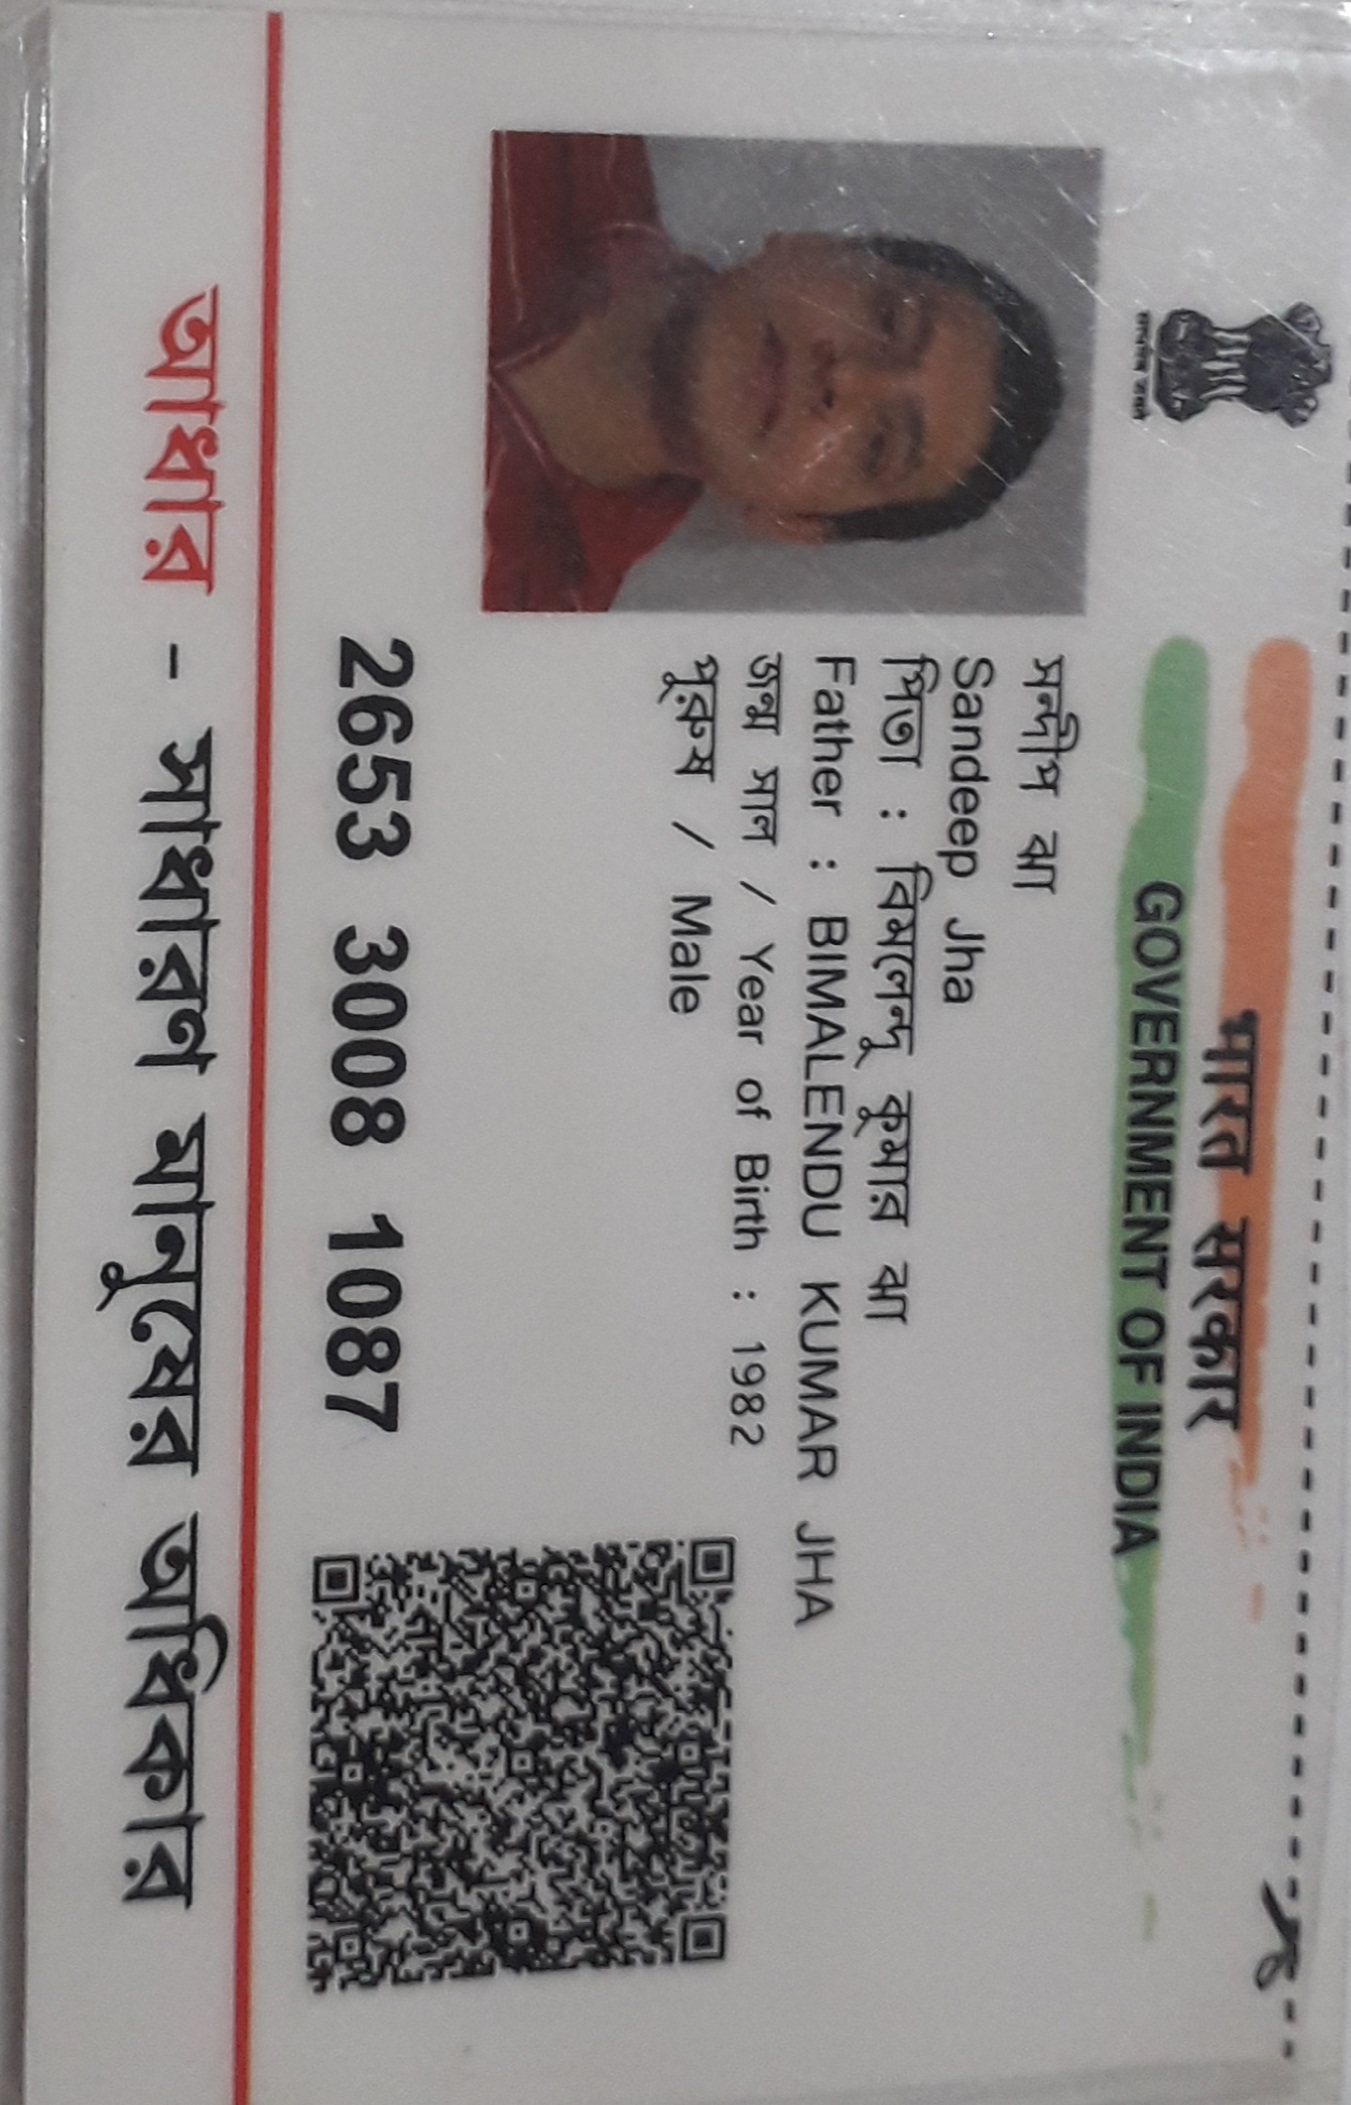 सत्यमेव जयते
भारत सरकार
GOVERNMENT OF INDIA
সন্দীপ ঝা
Sandeep Jha
পিতা : বিমলেন্দু কুমার ঝা
Father : BIMALENDU KUMAR JHA
জন্ম সাল / Year of Birth : 1982
পুরুষ / Male
2653 3008 1087
আধার - সাধারণ মানুষের অধিকার